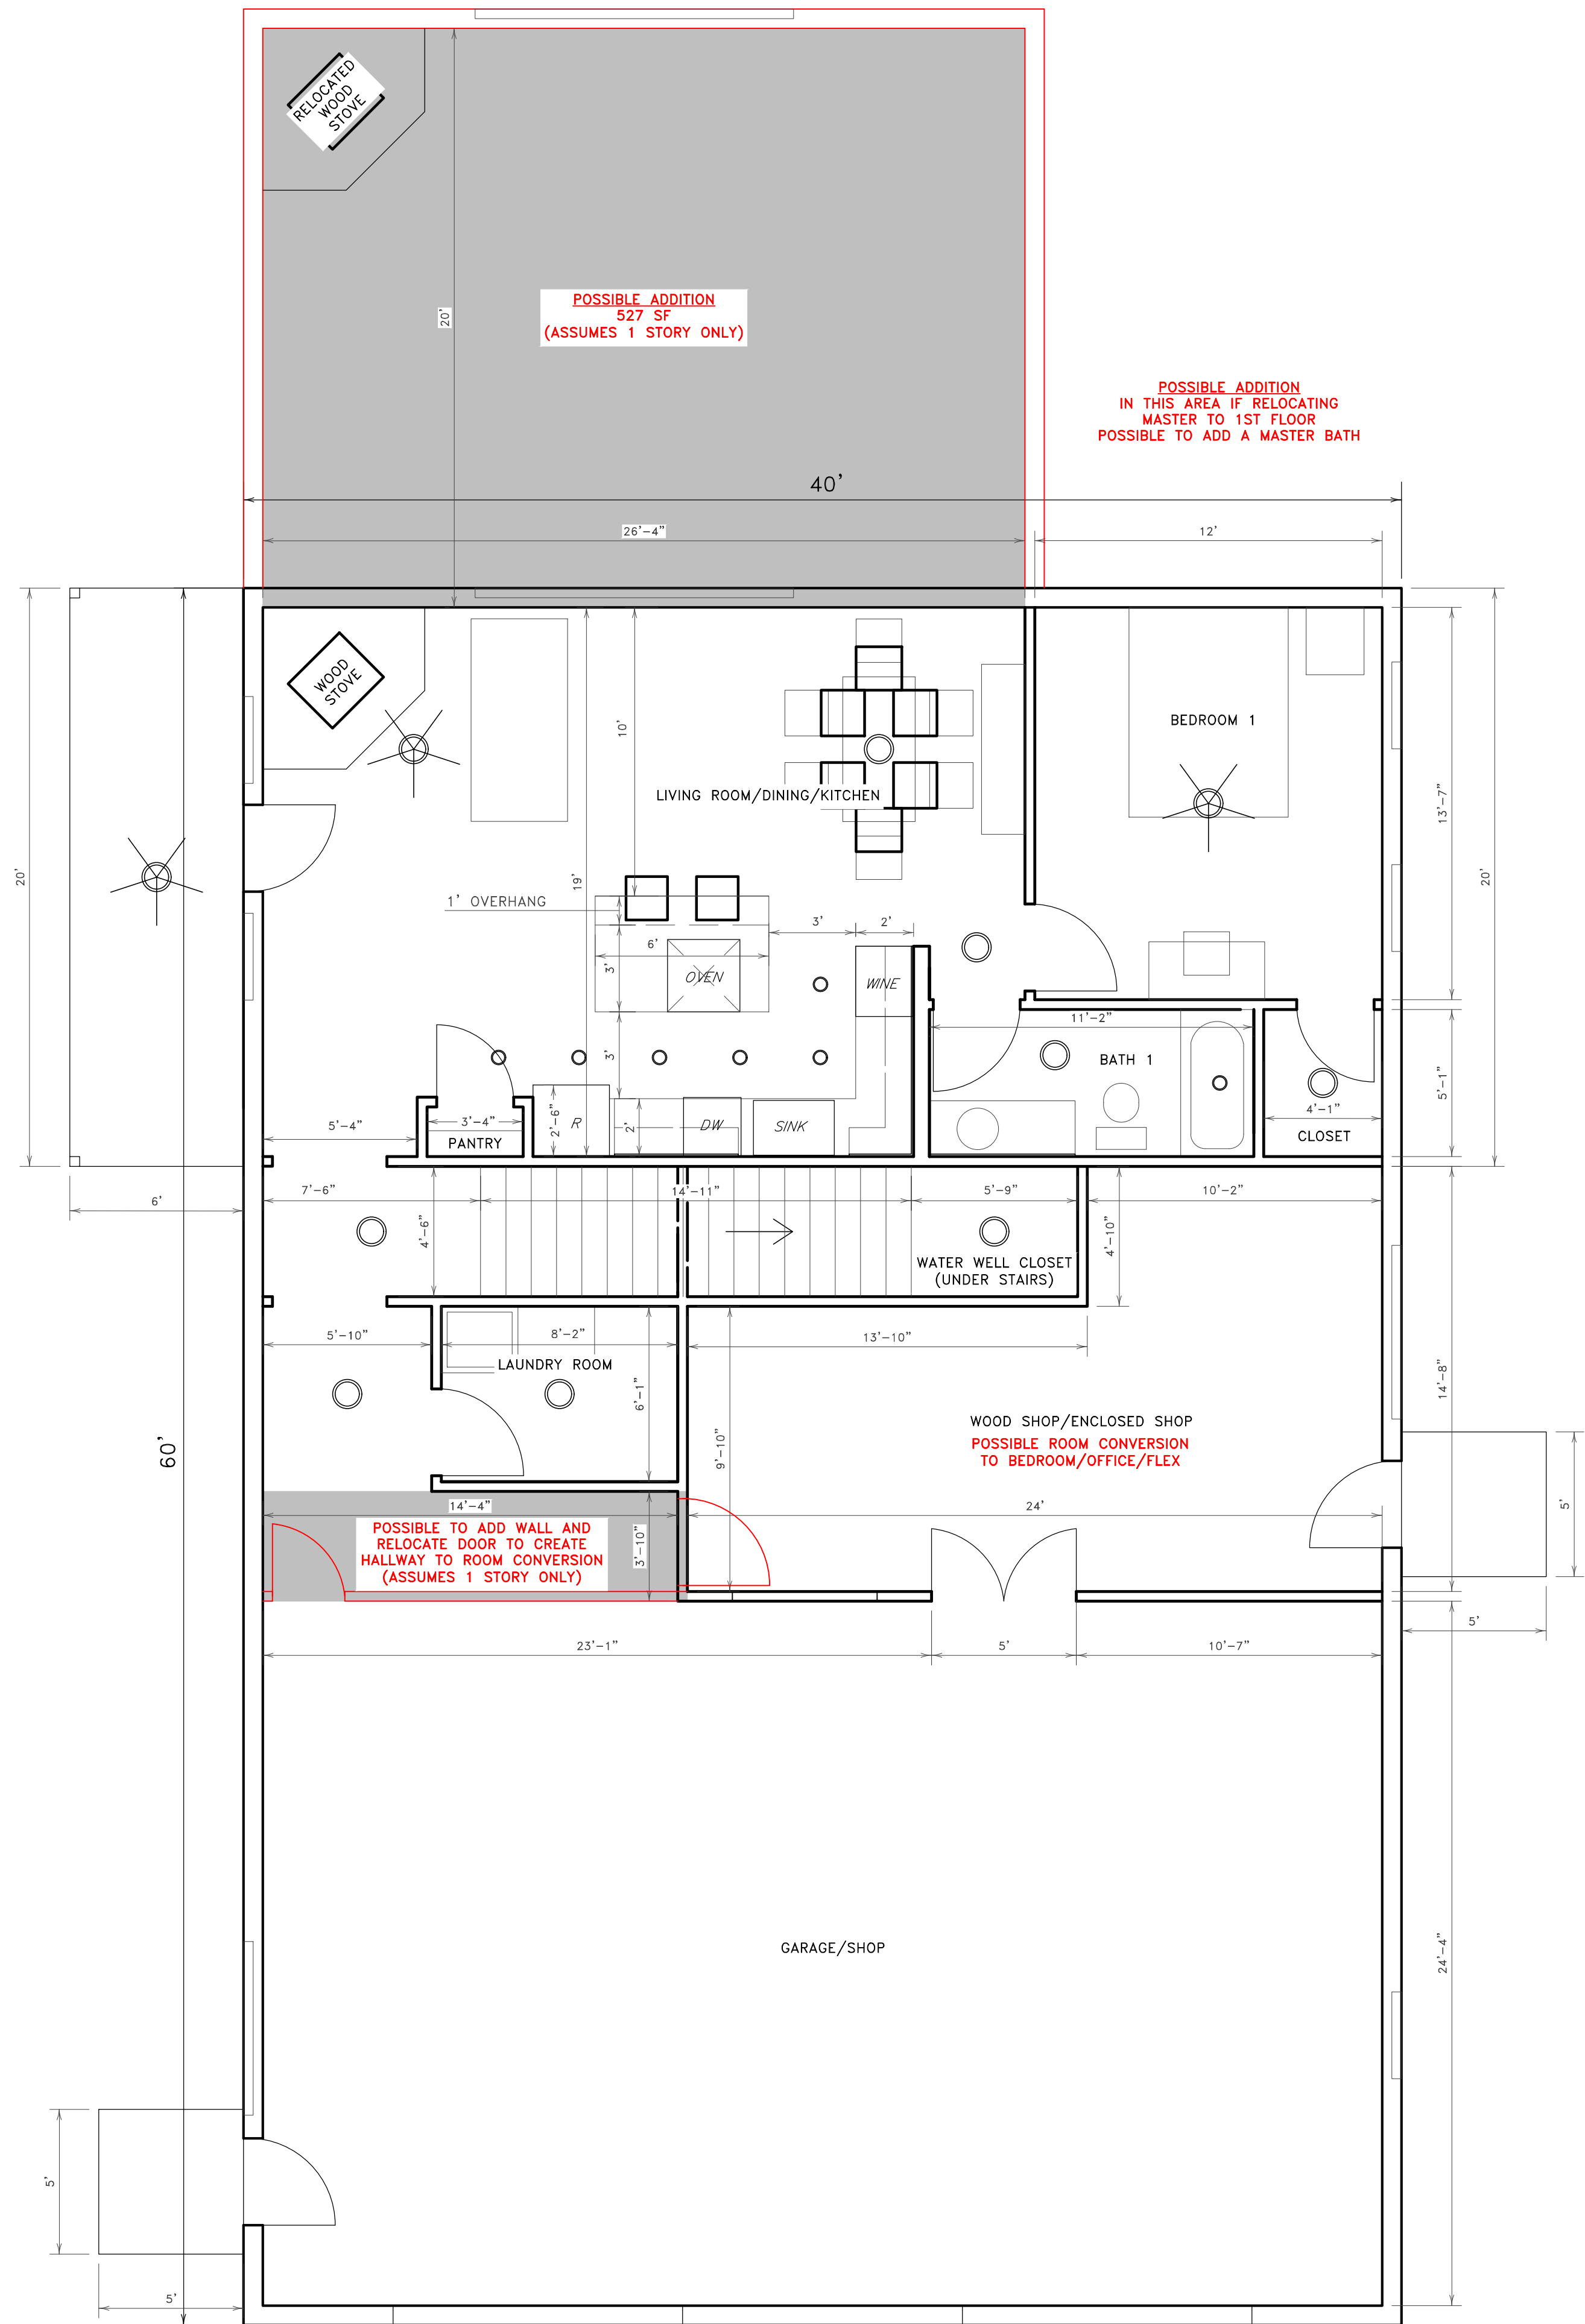 RELOCATED
WOOD
STOVE
20'
POSSIBLE ADDITION
527 SF
(ASSUMES 1 STORY ONLY)
POSSIBLE ADDITION
IN THIS AREA IF RELOCATING
MASTER TO 1ST FLOOR
POSSIBLE TO ADD A MASTER BATH
40'
26'-4"
12'
WOOD
STOVE
10'
BEDROOM 1
LIVING ROOM/DINING/KITCHEN
13'-7"
20'
20'
19'
1' OVERHANG
3'
2'
6'
3'
OVEN
WINE
11'-2"
3'
BATH 1
5'-1"
5'-4"
3'-4"
2'-6"
R
2'
DW
SINK
4'-1"
PANTRY
CLOSET
6'
7'-6"
14'-11"
5'-9"
10'-2"
4'-6"
4'-10"
WATER WELL CLOSET
(UNDER STAIRS)
5'-10"
8'-2"
13'-10"
LAUNDRY ROOM
6'-1"
14'-8"
60'
9'-10"
WOOD SHOP/ENCLOSED SHOP
POSSIBLE ROOM CONVERSION
TO BEDROOM/OFFICE/FLEX
14'-4"
24'
5'
POSSIBLE TO ADD WALL AND
RELOCATE DOOR TO CREATE
HALLWAY TO ROOM CONVERSION
(ASSUMES 1 STORY ONLY)
3'-10"
5'
23'-1"
5'
10'-7"
GARAGE/SHOP
24'-4"
5'
5'